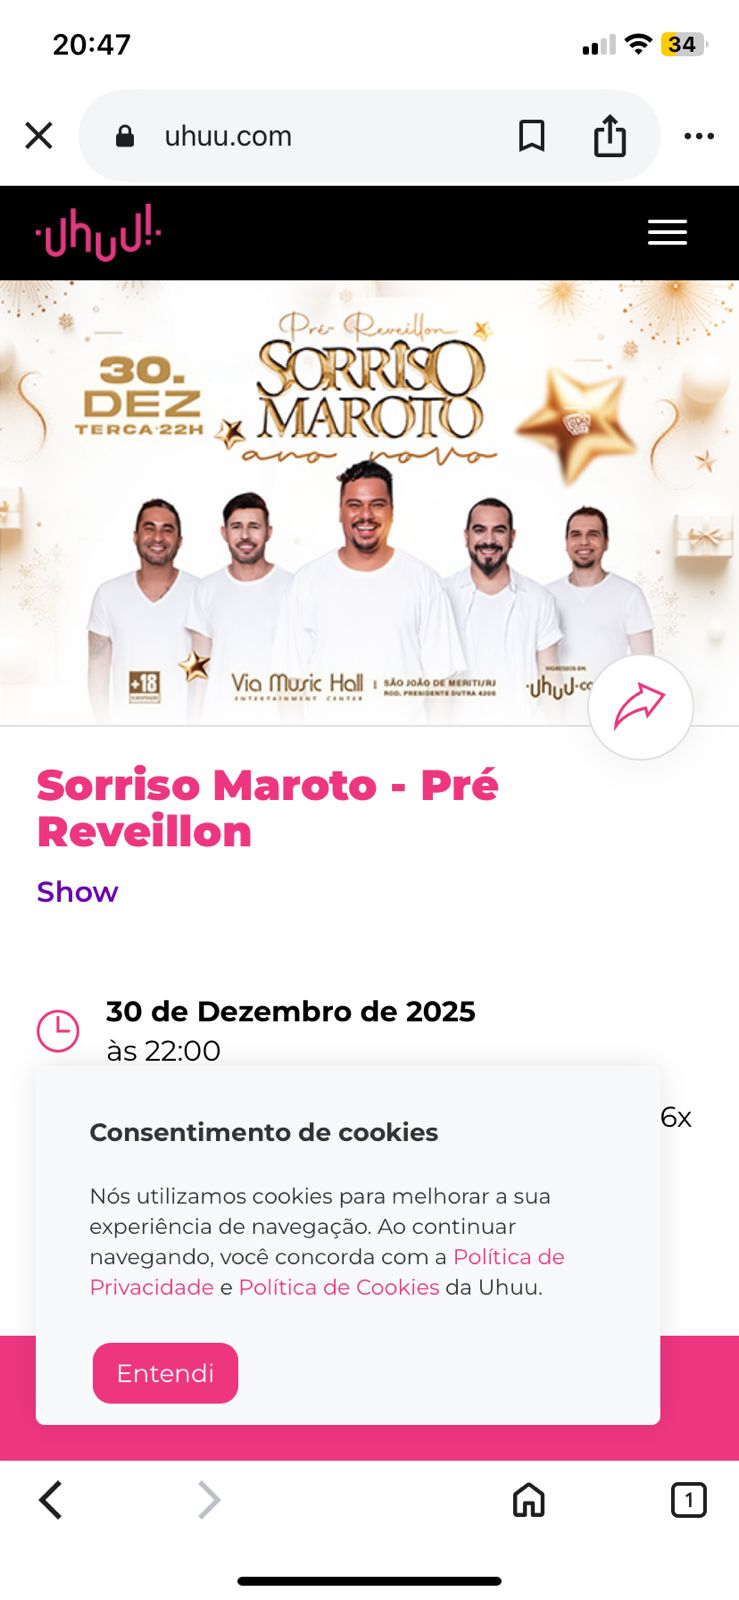 20:47
34
uhuu.com
·uhuu!·
Pré-Reveillon
SORRISO
MAROTO
ano novo
30.
DEZ
TERCA·22H
+18
Via Music Hall
ENTERTAINMENT CENTER
SÃO JOÃO DE MERITI/RJ
ROD. PRESIDENTE DUTRA 4200
INGRESSOS EM:
·uhuu·co
Sorriso Maroto - Pré
Reveillon
Show
30 de Dezembro de 2025
às 22:00
6x
Consentimento de cookies
Nós utilizamos cookies para melhorar a sua
experiência de navegação. Ao continuar
navegando, você concorda com a Política de
Privacidade e Política de Cookies da Uhuu.
Entendi
1